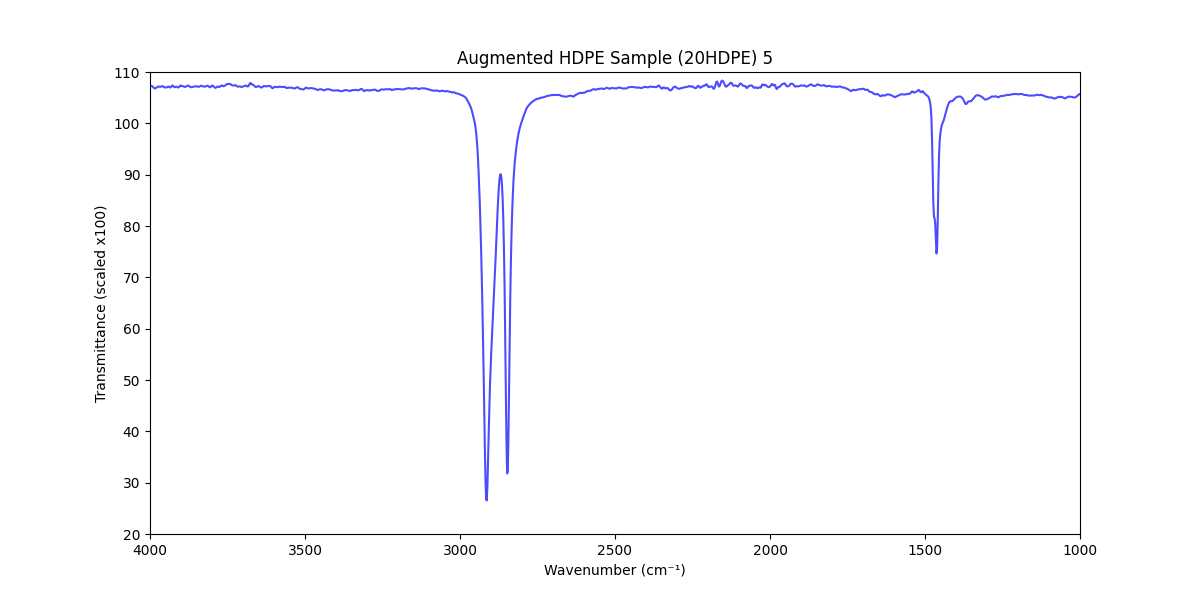 Augmented HDPE Sample (20HDPE) 5
Transmittance (scaled x100)
110
100
90
80
70
60
50
40
30
20
4000 3500 3000 2500 2000 1500 1000
Wavenumber (cm⁻¹)